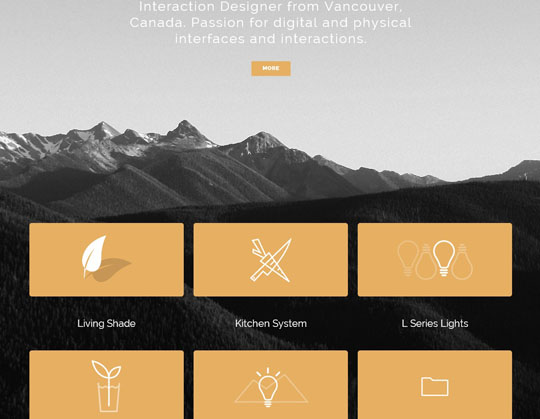 Interaction Designer from Vancouver,
Canada. Passion for digital and physical
interfaces and interactions.
MORE
Living Shade
Kitchen System
L Series Lights